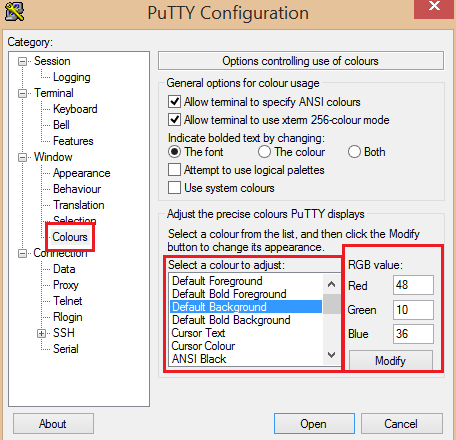 PuTTY Configuration
Category:
Session
Logging
Terminal
Keyboard
Bell
Features
Window
Appearance
Behaviour
Translation
Selection
Colours
Connection
Data
Proxy
Telnet
Rlogin
SSH
Serial
Options controlling use of colours
General options for colour usage
Allow terminal to specify ANSI colours
Allow terminal to use xterm 256-colour mode
Indicate bolded text by changing:
The font The colour Both
Attempt to use logical palettes
Use system colours
Adjust the precise colours PuTTY displays
Select a colour from the list, and then click the Modify
button to change its appearance.
Select a colour to adjust:
Default Foreground
Default Bold Foreground
Default Background
Default Bold Background
Cursor Text
Cursor Colour
ANSI Black
RGB value:
Red 48
Green 10
Blue 36
Modify
About Open Cancel